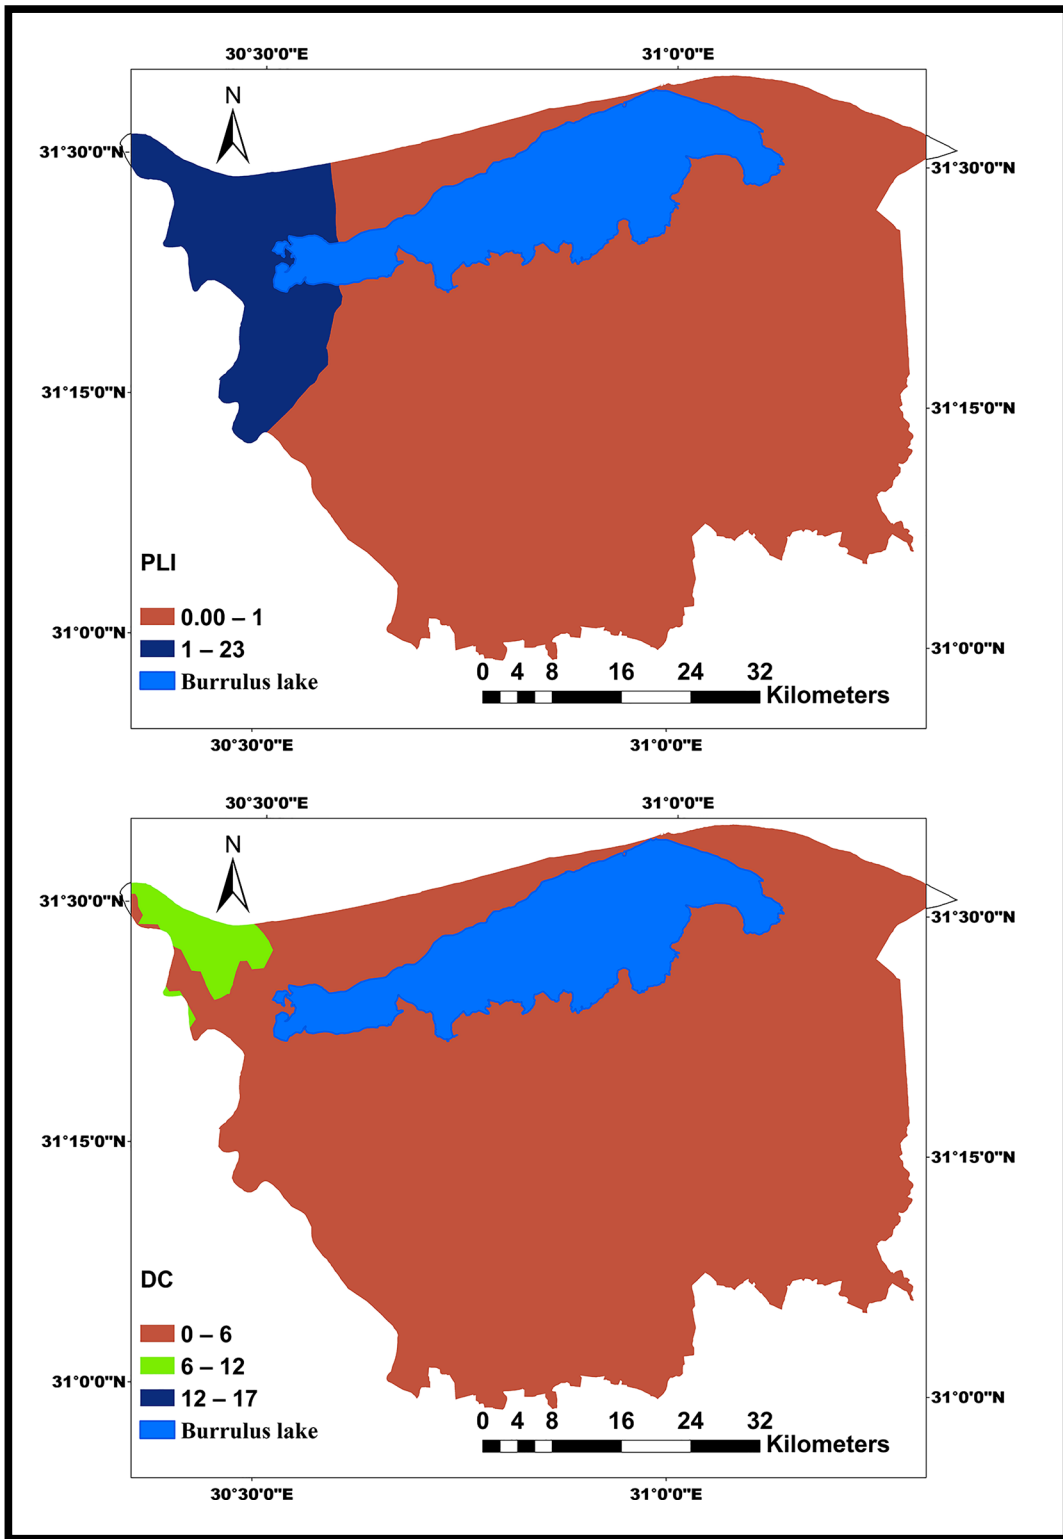 30°30'0"E 31°0'0"E
N
31°30'0"N
31°30'0"N
31°15'0"N
31°15'0"N
PLI
0.00 – 1
31°0'0"N
1 – 23
31°0'0"N
Burrulus lake
0 4 8 16 24 32
Kilometers
30°30'0"E 31°0'0"E
30°30'0"E 31°0'0"E
N
31°30'0"N
31°30'0"N
31°15'0"N
31°15'0"N
DC
0 – 6
6 – 12
31°0'0"N
12 – 17
31°0'0"N
Burrulus lake
0 4 8 16 24 32
Kilometers
30°30'0"E 31°0'0"E